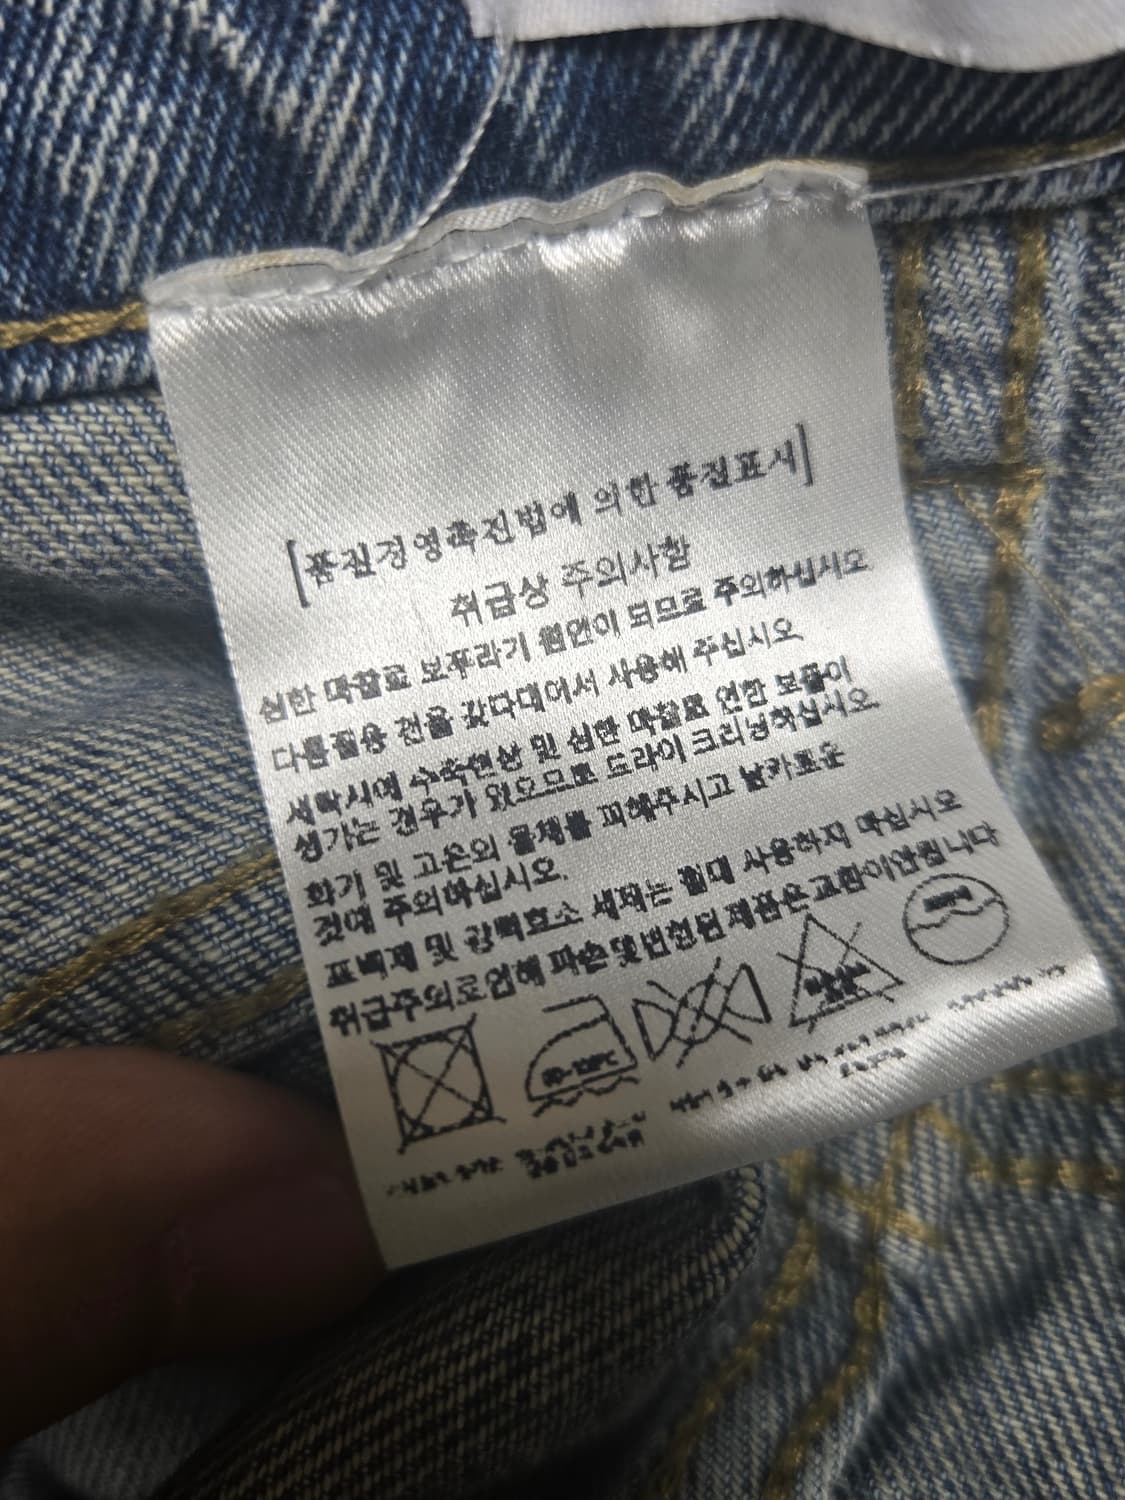 [품질경영촉진법에 의한 품질표시]
취급상 주의사항
심한 마찰로 보푸라기 원인이 되므로 주의하십시오
다림질용 천을 갖다대어서 사용해 주십시오
세탁시에 수축현상 및 심한 마찰로 연한 보풀이
생기는 경우가 있으므로 드라이 크리닝하십시오.
화기 및 고온의 물체를 피해주시고 날카로운
것에 주의하십시오.
표백제 및 광택효소 세제는 절대 사용하지 마십시오
취급주의로인해 파손및변형된제품은교환이안됩니다